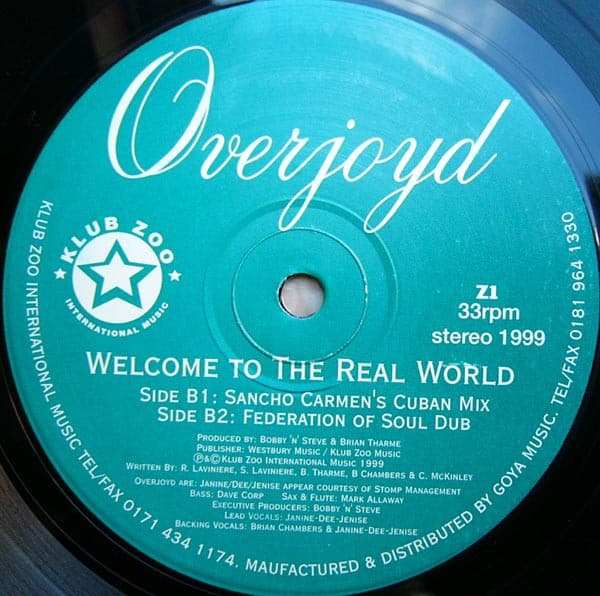 Overjoyd
KLUB ZOO
INTERNATIONAL MUSIC
Z1
33rpm
stereo 1999
WELCOME TO THE REAL WORLD
SIDE B1: SANCHO CARMEN'S CUBAN MIX
SIDE B2: FEDERATION OF SOUL DUB
PRODUCED BY: BOBBY 'N' STEVE & BRIAN THARME
PUBLISHER: WESTBURY MUSIC / KLUB ZOO MUSIC
℗&©KLUB ZOO INTERNATIONAL MUSIC 1999
WRITTEN BY: R. LAVINIERE, S. LAVINIERE, B. THARME, B CHAMBERS & C. MCKINLEY
OVERJOYD ARE: JANINE/DEE/JENISE APPEAR COURTESY OF STOMP MANAGEMENT
BASS: DAVE CORP SAX & FLUTE: MARK ALLAWAY
EXECUTIVE PRODUCERS: BOBBY 'N' STEVE
LEAD VOCALS: JANINE-DEE-JENISE
BACKING VOCALS: BRIAN CHAMBERS & JANINE-DEE-JENISE
KLUB ZOO INTERNATIONAL MUSIC TEL/FAX 0171 434 1174. MAUFACTURED & DISTRIBUTED BY GOYA MUSIC. TEL/FAX 0181 964 1330